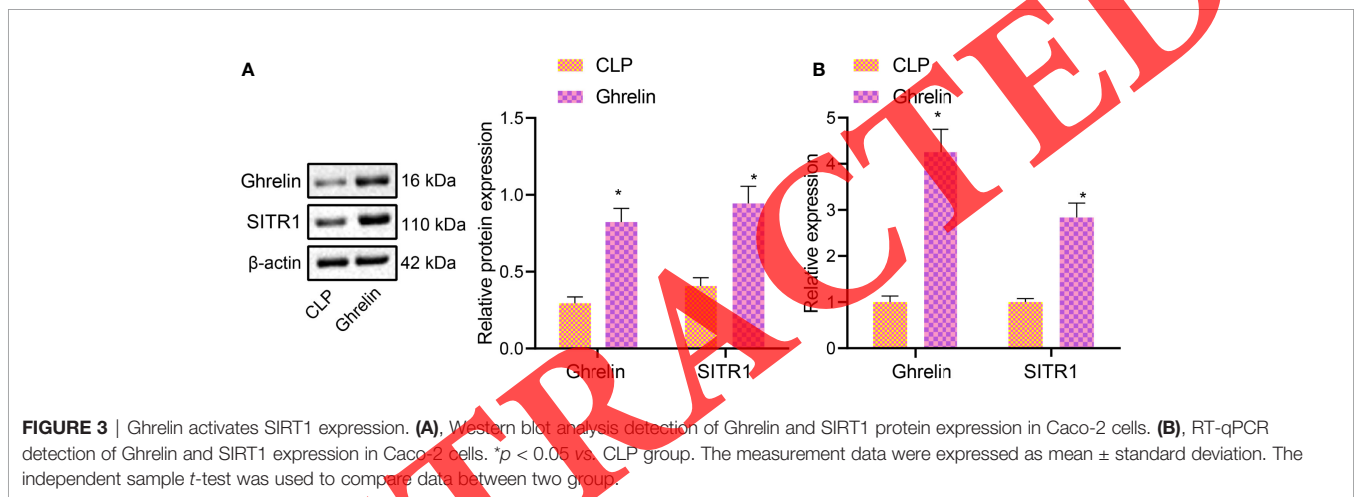 A
CLP
Ghrelin
B
CLP
Ghrelin
Ghrelin
16 kDa
SITR1
110 kDa
β-actin
42 kDa
CLP
Ghrelin
Relative protein expression
1.5
1.0
0.5
0.0
*
*
Ghrelin
SITR1
Relative expression
5
4
3
2
1
0
*
*
Ghrelin
SITR1
TRACTED
FIGURE 3 | Ghrelin activates SIRT1 expression. (A), Western blot analysis detection of Ghrelin and SIRT1 protein expression in Caco-2 cells. (B), RT-qPCR
detection of Ghrelin and SIRT1 expression in Caco-2 cells. *p < 0.05 vs. CLP group. The measurement data were expressed as mean ± standard deviation. The
independent sample t-test was used to compare data between two group.